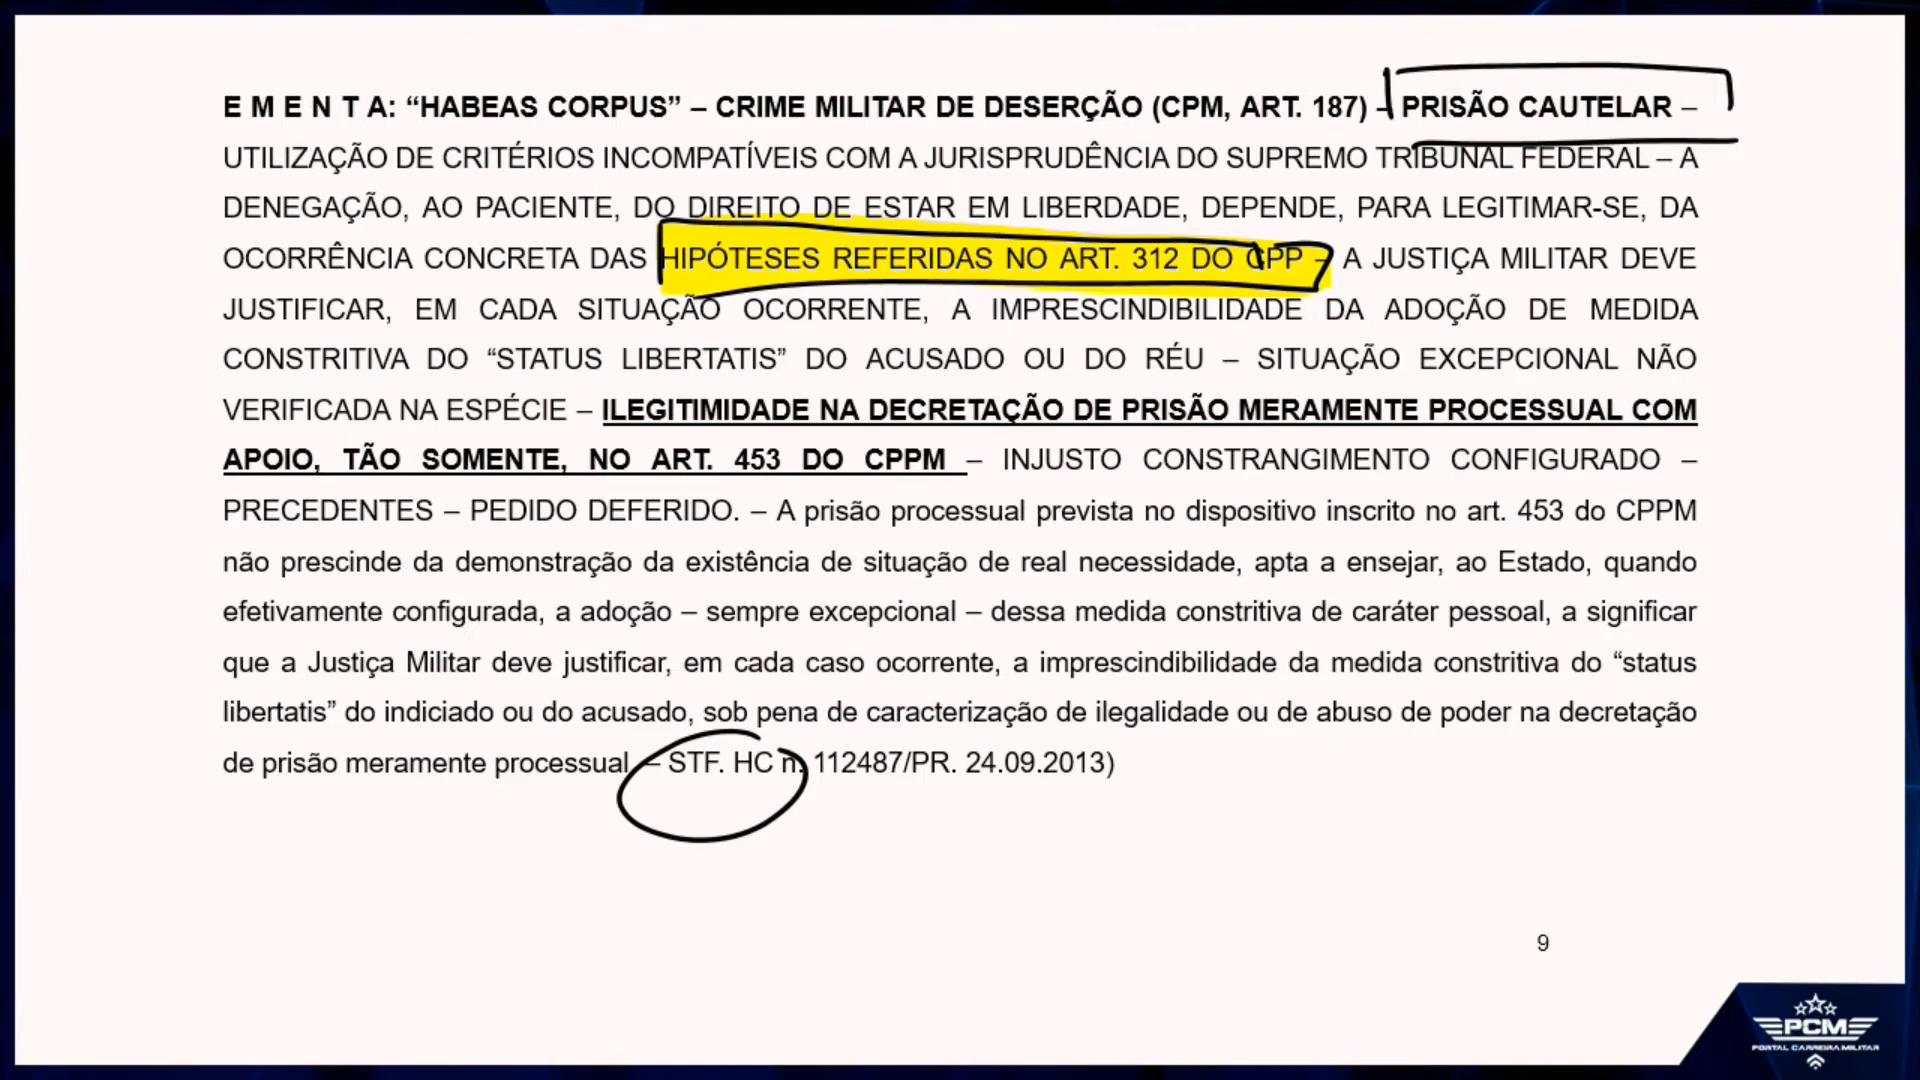 E M E N T A: “HABEAS CORPUS” – CRIME MILITAR DE DESERÇÃO (CPM, ART. 187) – PRISÃO CAUTELAR –
UTILIZAÇÃO DE CRITÉRIOS INCOMPATÍVEIS COM A JURISPRUDÊNCIA DO SUPREMO TRIBUNAL FEDERAL – A
DENEGAÇÃO, AO PACIENTE, DO DIREITO DE ESTAR EM LIBERDADE, DEPENDE, PARA LEGITIMAR-SE, DA
OCORRÊNCIA CONCRETA DAS HIPÓTESES REFERIDAS NO ART. 312 DO CPP – A JUSTIÇA MILITAR DEVE
JUSTIFICAR, EM CADA SITUAÇÃO OCORRENTE, A IMPRESCINDIBILIDADE DA ADOÇÃO DE MEDIDA
CONSTRITIVA DO “STATUS LIBERTATIS” DO ACUSADO OU DO RÉU – SITUAÇÃO EXCEPCIONAL NÃO
VERIFICADA NA ESPÉCIE – ILEGITIMIDADE NA DECRETAÇÃO DE PRISÃO MERAMENTE PROCESSUAL COM
APOIO, TÃO SOMENTE, NO ART. 453 DO CPPM – INJUSTO CONSTRANGIMENTO CONFIGURADO –
PRECEDENTES – PEDIDO DEFERIDO. – A prisão processual prevista no dispositivo inscrito no art. 453 do CPPM
não prescinde da demonstração da existência de situação de real necessidade, apta a ensejar, ao Estado, quando
efetivamente configurada, a adoção – sempre excepcional – dessa medida constritiva de caráter pessoal, a significar
que a Justiça Militar deve justificar, em cada caso ocorrente, a imprescindibilidade da medida constritiva do “status
libertatis” do indiciado ou do acusado, sob pena de caracterização de ilegalidade ou de abuso de poder na decretação
de prisão meramente processual. – STF. HC n. 112487/PR. 24.09.2013)
9
PCM
PORTAL CARREIRA MILITAR